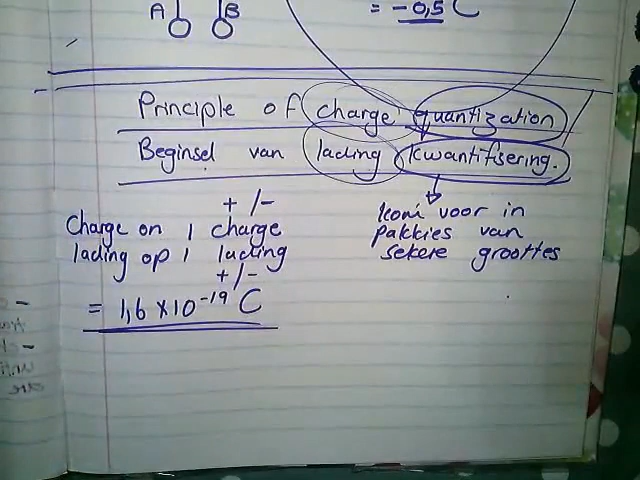 A B
= -0,5 C
Principle of charge quantization
Beginsel van lading kwantifisering.
+ /-
Charge on 1 charge
lading op 1 lading
+/-
= 1,6 × 10⁻¹⁹ C
kom voor in
pakkies van
sekere groottes